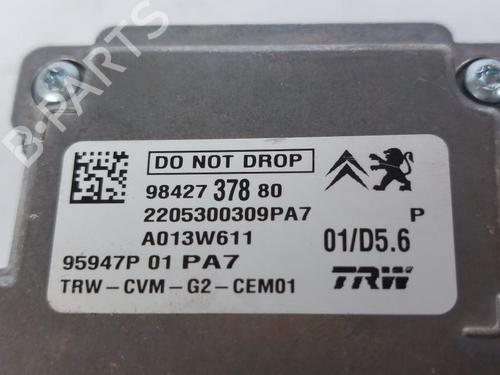 B-PARTS
DO NOT DROP
98427 378 80
2205300309PA7 P
A013W611 01/D5.6
95947P 01 PA7
TRW-CVM-G2-CEM01 TRW